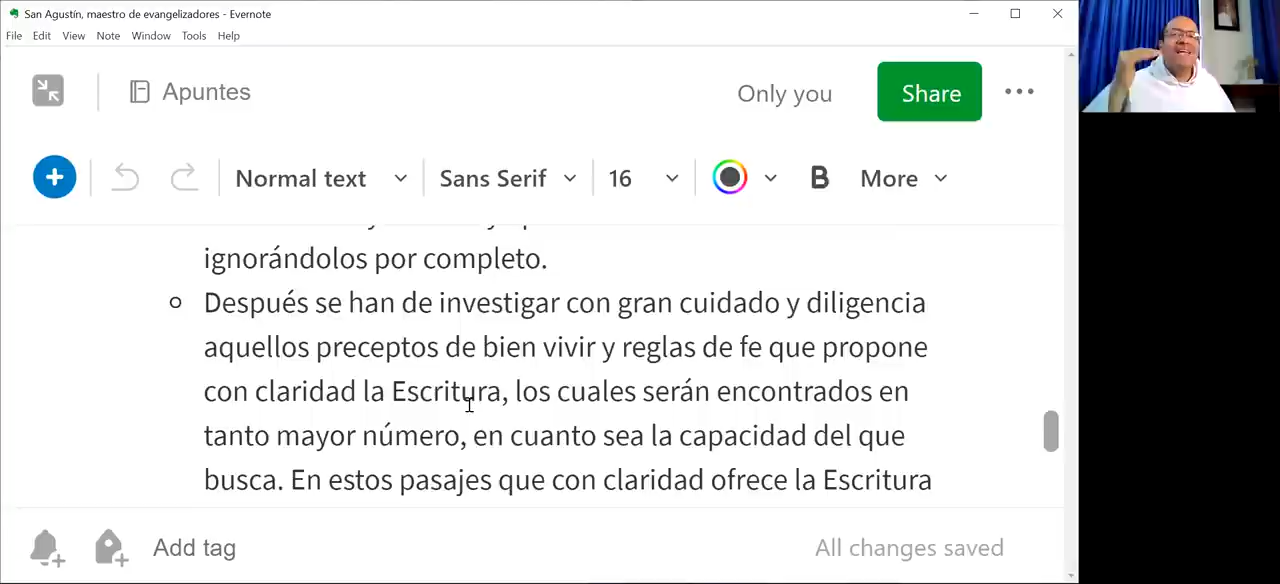 San Agustín, maestro de evangelizadores - Evernote
File Edit View Note Window Tools Help
Apuntes
Only you
Share
Normal text
Sans Serif
16
B
More
ignorándolos por completo.
Después se han de investigar con gran cuidado y diligencia
aquellos preceptos de bien vivir y reglas de fe que propone
con claridad la Escritura, los cuales serán encontrados en
tanto mayor número, en cuanto sea la capacidad del que
busca. En estos pasajes que con claridad ofrece la Escritura
Add tag
All changes saved